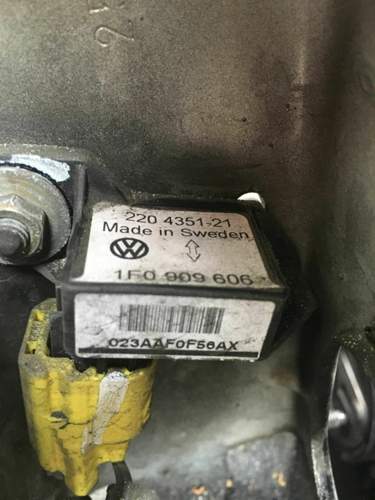 220 4351-21
Made in Sweden
1F0 909 606
023AAF0F56AX